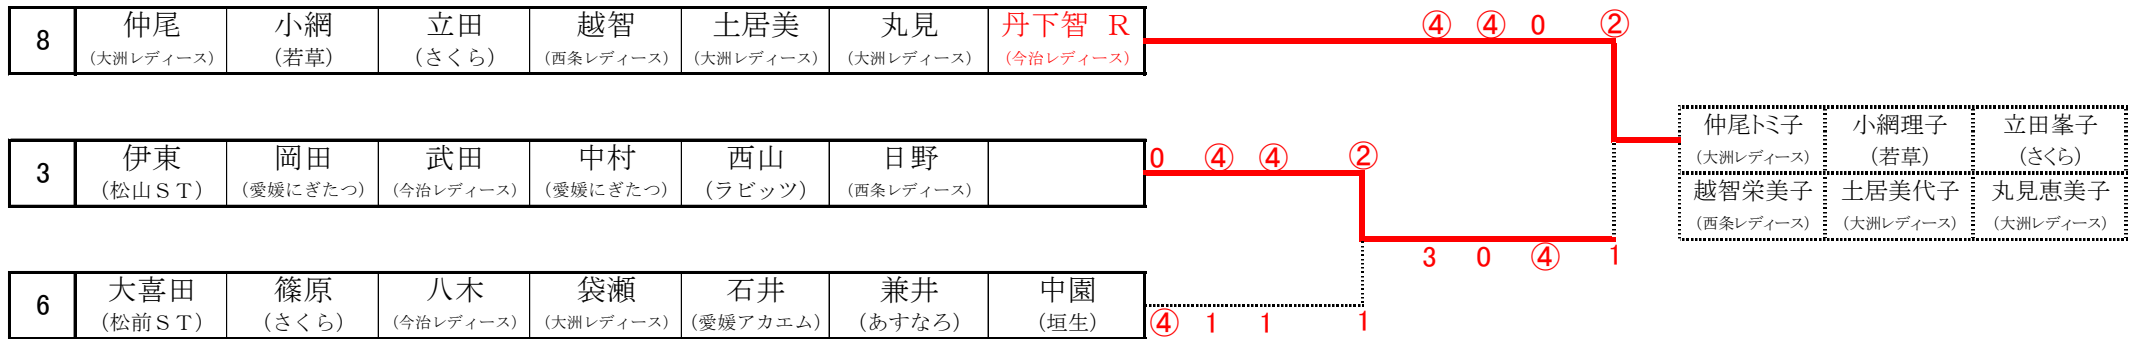 8 仲尾 小網 立田 越智 土居美 丸見 丹下智 R ④ ④ 0 ②
(大洲レディース) (若草) (さくら) (西条レディース) (大洲レディース) (大洲レディース) (今治レディース)
仲尾トミ子 小網理子 立田峯子
(大洲レディース) (若草) (さくら)
3 伊東 岡田 武田 中村 西山 日野 0 ④ ④ ②
(松山ST) (愛媛にぎたつ) (今治レディース) (愛媛にぎたつ) (ラビッツ) (西条レディース)
越智栄美子 土居美代子 丸見恵美子
(西条レディース) (大洲レディース) (大洲レディース)
3 0 ④ 1
6 大喜田 篠原 八木 袋瀬 石井 兼井 中園
(松前ST) (さくら) (今治レディース) (大洲レディース) (愛媛アカエム) (あすなろ) (垣生) ④ 1 1 1